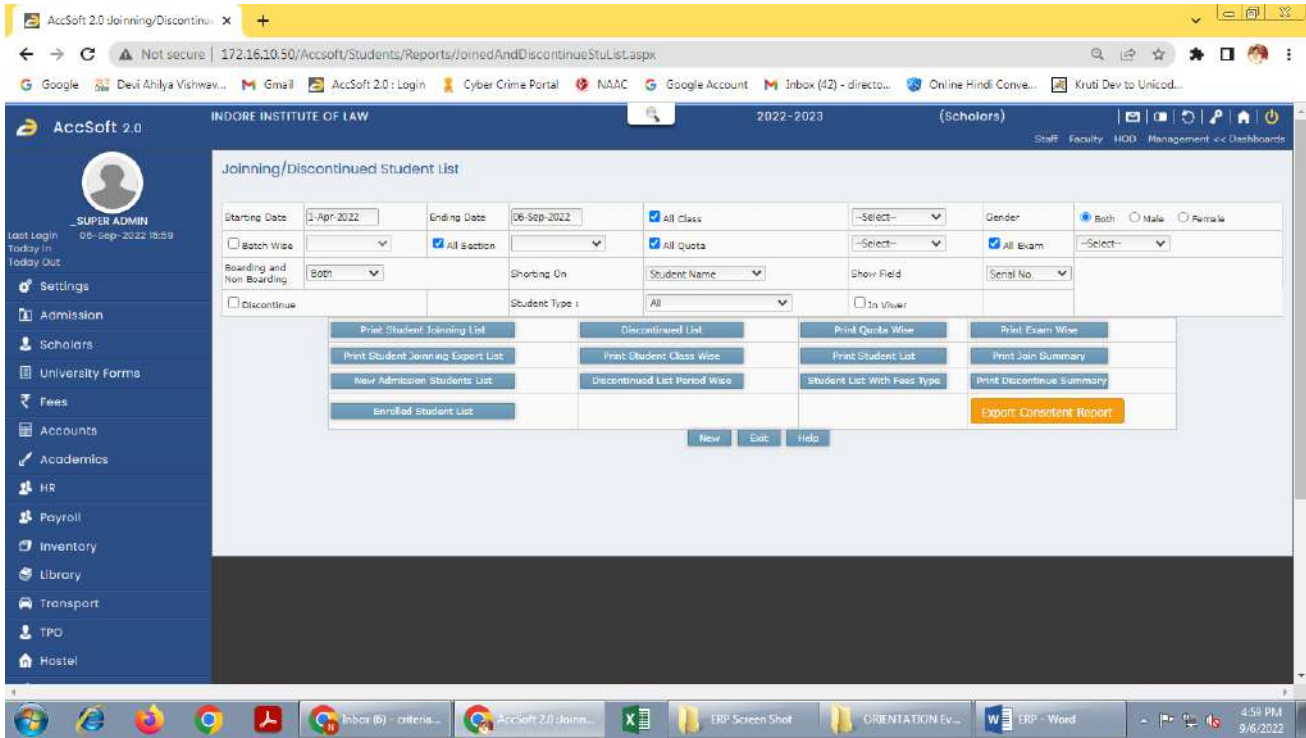 AccSoft 2.0 Joinning/Discontinu
Not secure | 172.16.10.50/Accsoft/Students/Reports/JoinedAndDiscontinueStuList.aspx
Google Devi Ahilya Vishwav... Gmail AccSoft 2.0 : Login Cyber Crime Portal NAAC Google Account Inbox (42) - directo... Online Hindi Conve... Kruti Dev to Unicod...
AccSoft 2.0 INDORE INSTITUTE OF LAW 2022-2023 (Scholars)
Staff Faculty HOD Management << Dashboards
Joinning/Discontinued Student List
_SUPER ADMIN
Last Login 06-Sep-2022 15:59
Today In
Today Out
Starting Date 1-Apr-2022 Ending Date 06-Sep-2022 All Class --Select-- Gender Both Male Female
Batch Wise All Section All Quota --Select-- All Exam --Select--
Boarding and Non Boarding Both Shorting On Student Name Show Field Serial No.
Discontinue Student Type : All In Viwer
Print Student Joinning List Discontinued List Print Quota Wise Print Exam Wise
Print Student Joinning Export List Print Student Class Wise Print Student List Print Join Summary
New Admission Students List Discontinued List Period Wise Student List With Fees Type Print Discontinue Summary
Enrolled Student List Export Consetent Report
New Exit Help
Settings
Admission
Scholars
University Forms
Fees
Accounts
Academics
HR
Payroll
Inventory
Library
Transport
TPO
Hostel
Inbox (6) - criteria... AccSoft 2.0 Joinn... ERP Screen Shot ORIENTATION Ev... ERP - Word
4:59 PM
9/6/2022